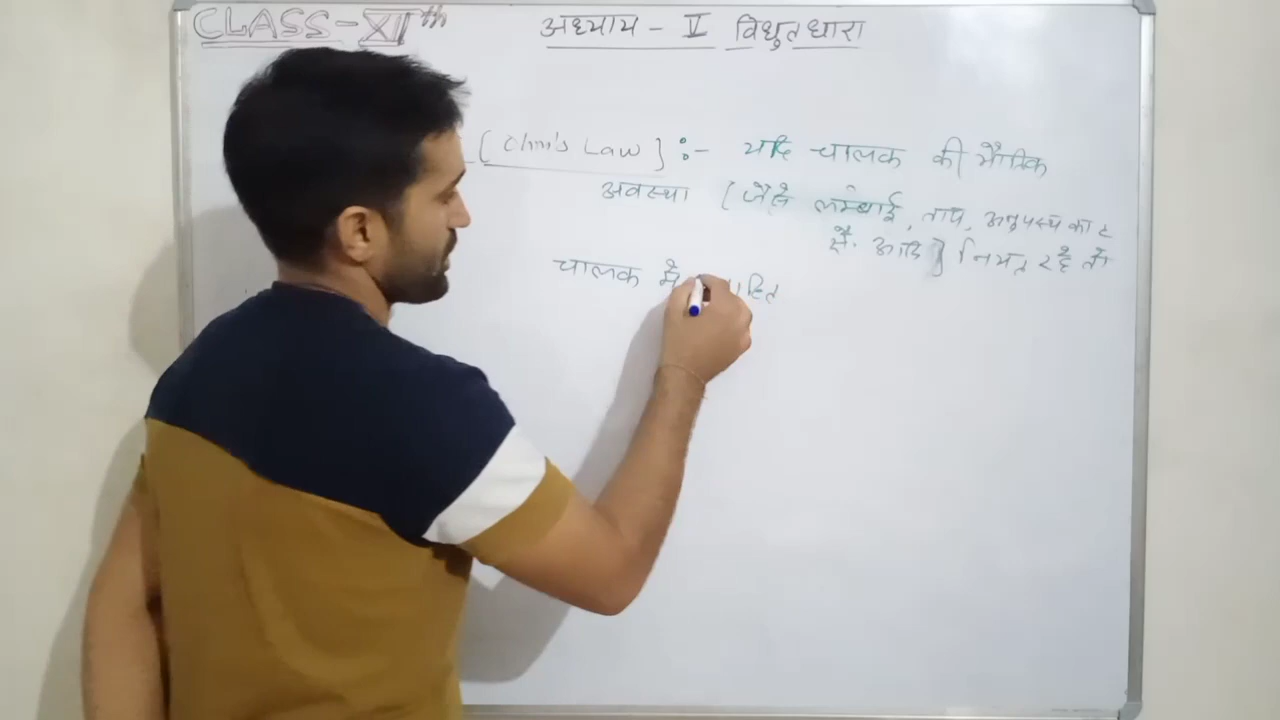 CLASS-XIth
अध्याय - V विधुत धारा
[Ohm's Law] :- यदि चालक की भौतिक
अवस्था [जैसे लम्बाई, ताप, अनुप्रस्थ काट
से. आदि] नियत रहे तो
चालक में